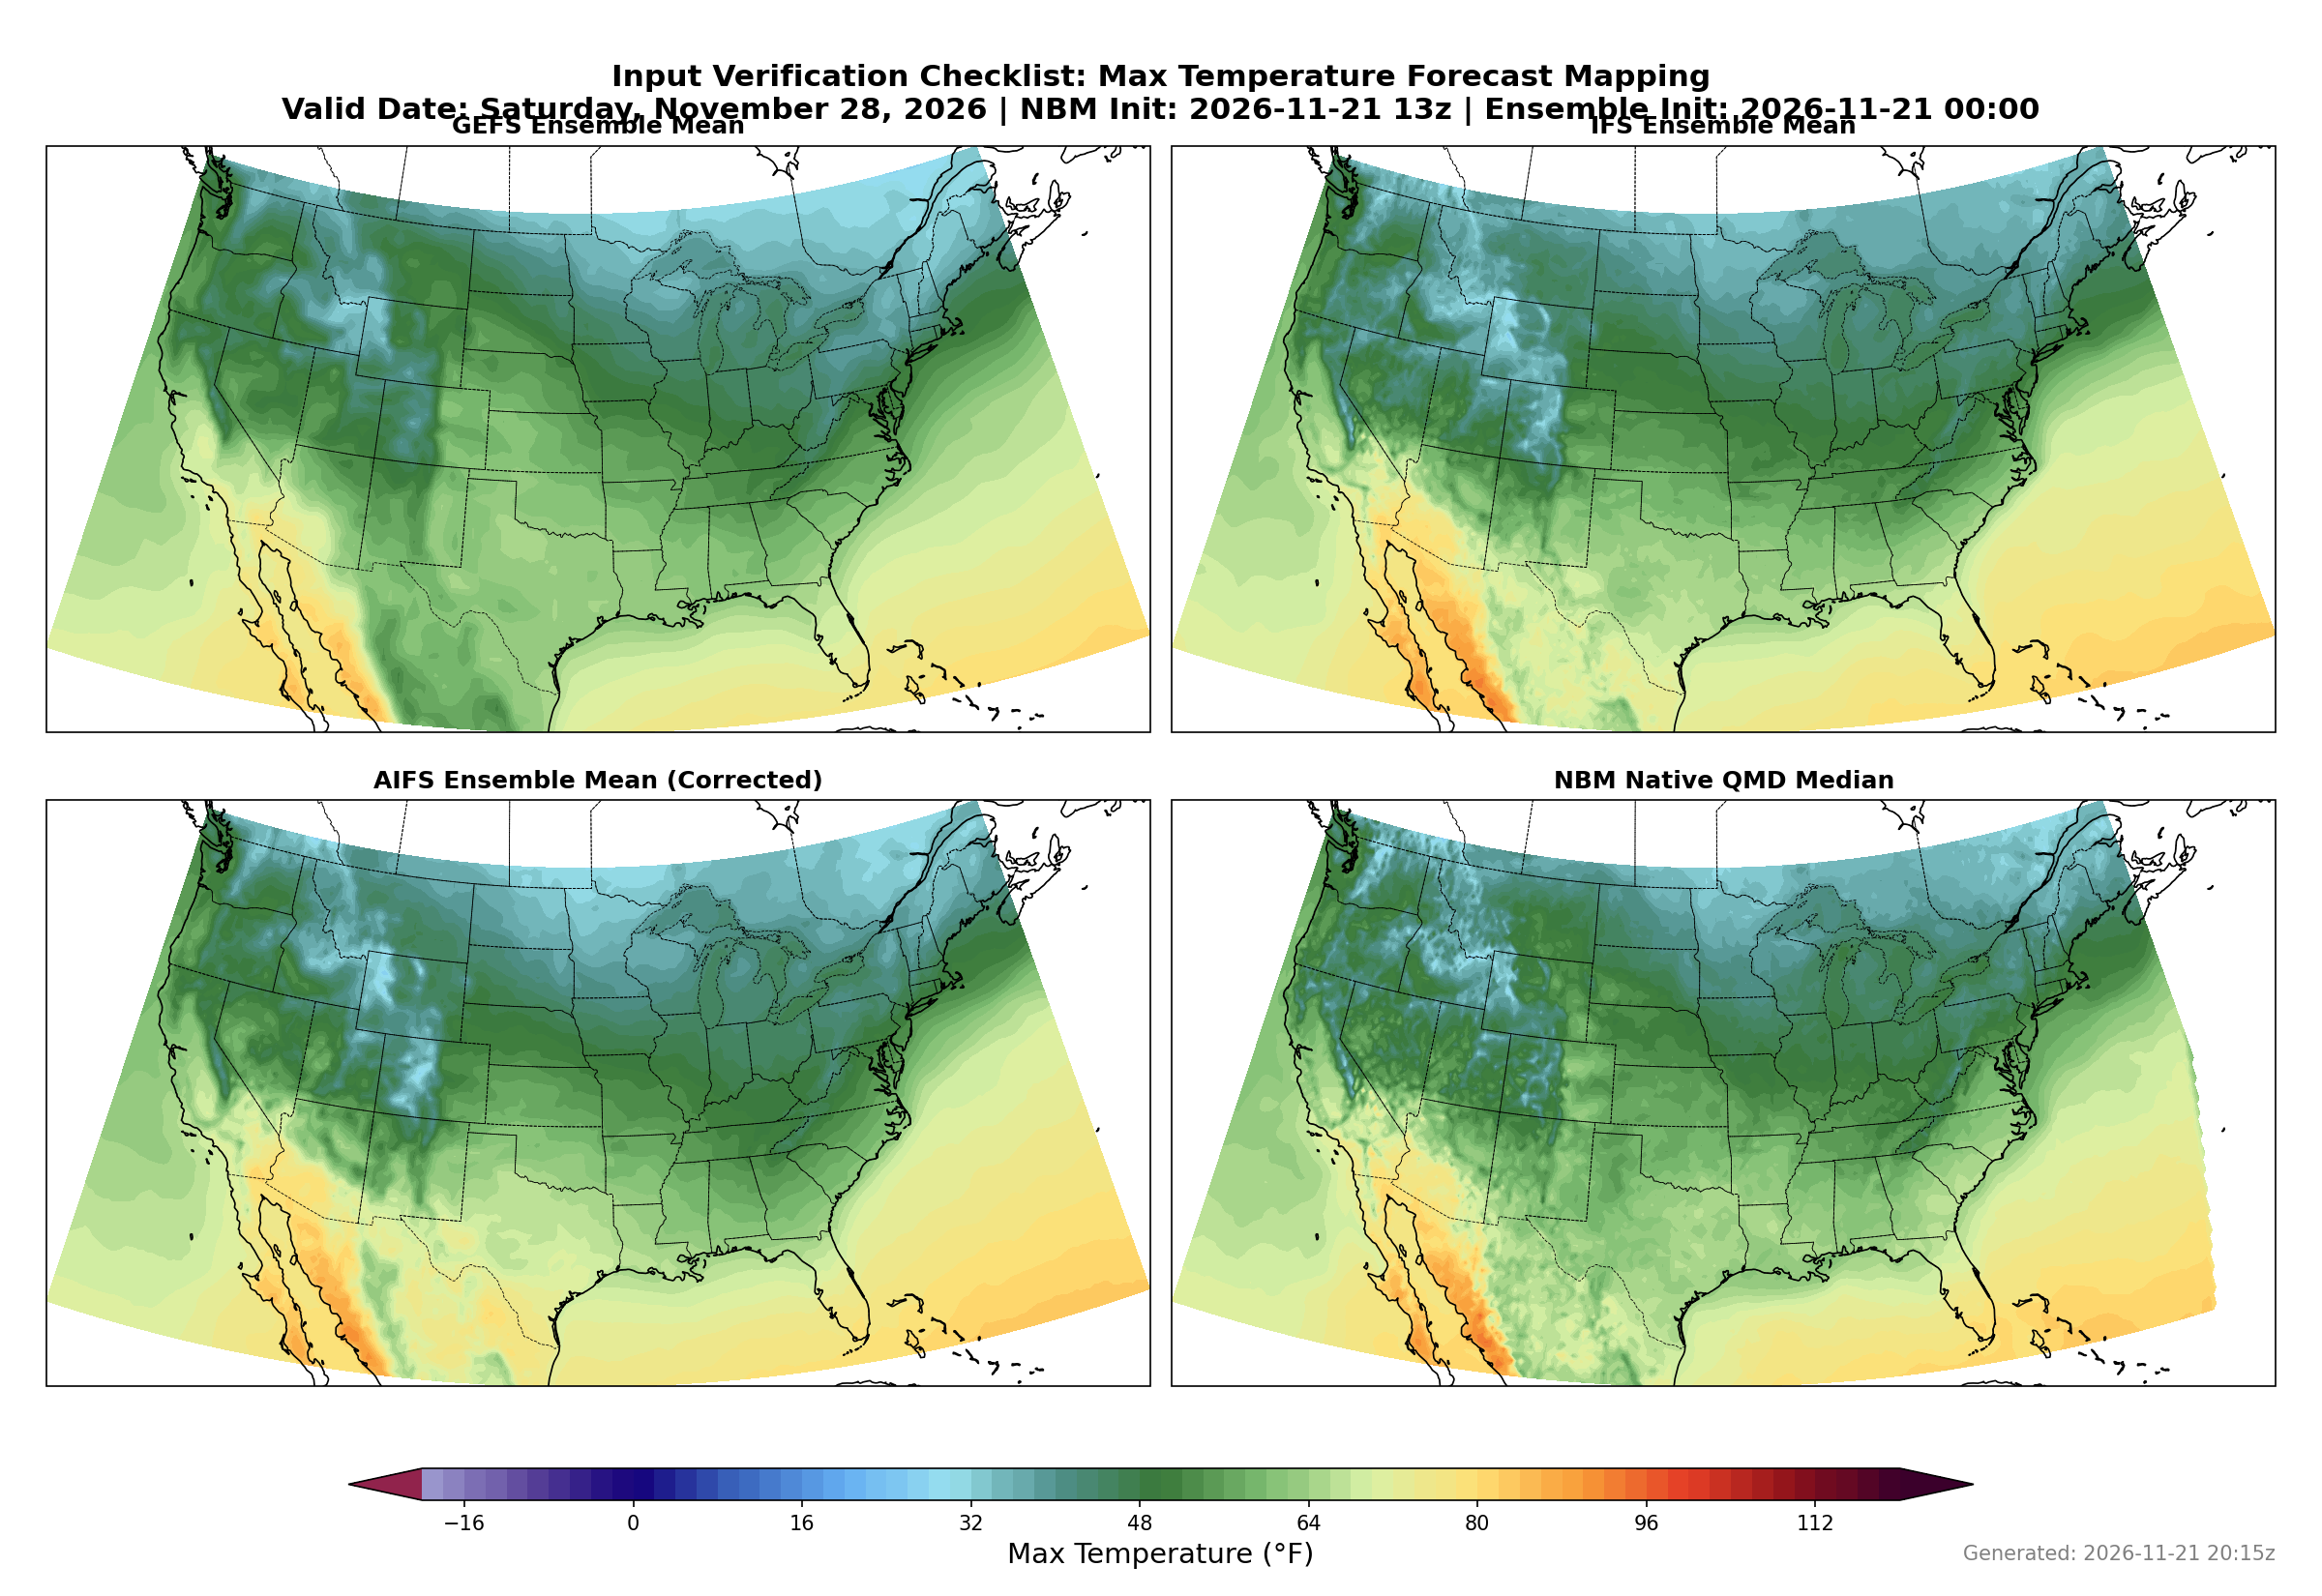 Input Verification Checklist: Max Temperature Forecast Mapping
Valid Date: Saturday, November 28, 2026 | NBM Init: 2026-11-21 13z | Ensemble Init: 2026-11-21 00:00
GEFS Ensemble Mean
IFS Ensemble Mean
AIFS Ensemble Mean (Corrected)
NBM Native QMD Median
−16 0 16 32 48 64 80 96 112
Max Temperature (°F)
Generated: 2026-11-21 20:15z